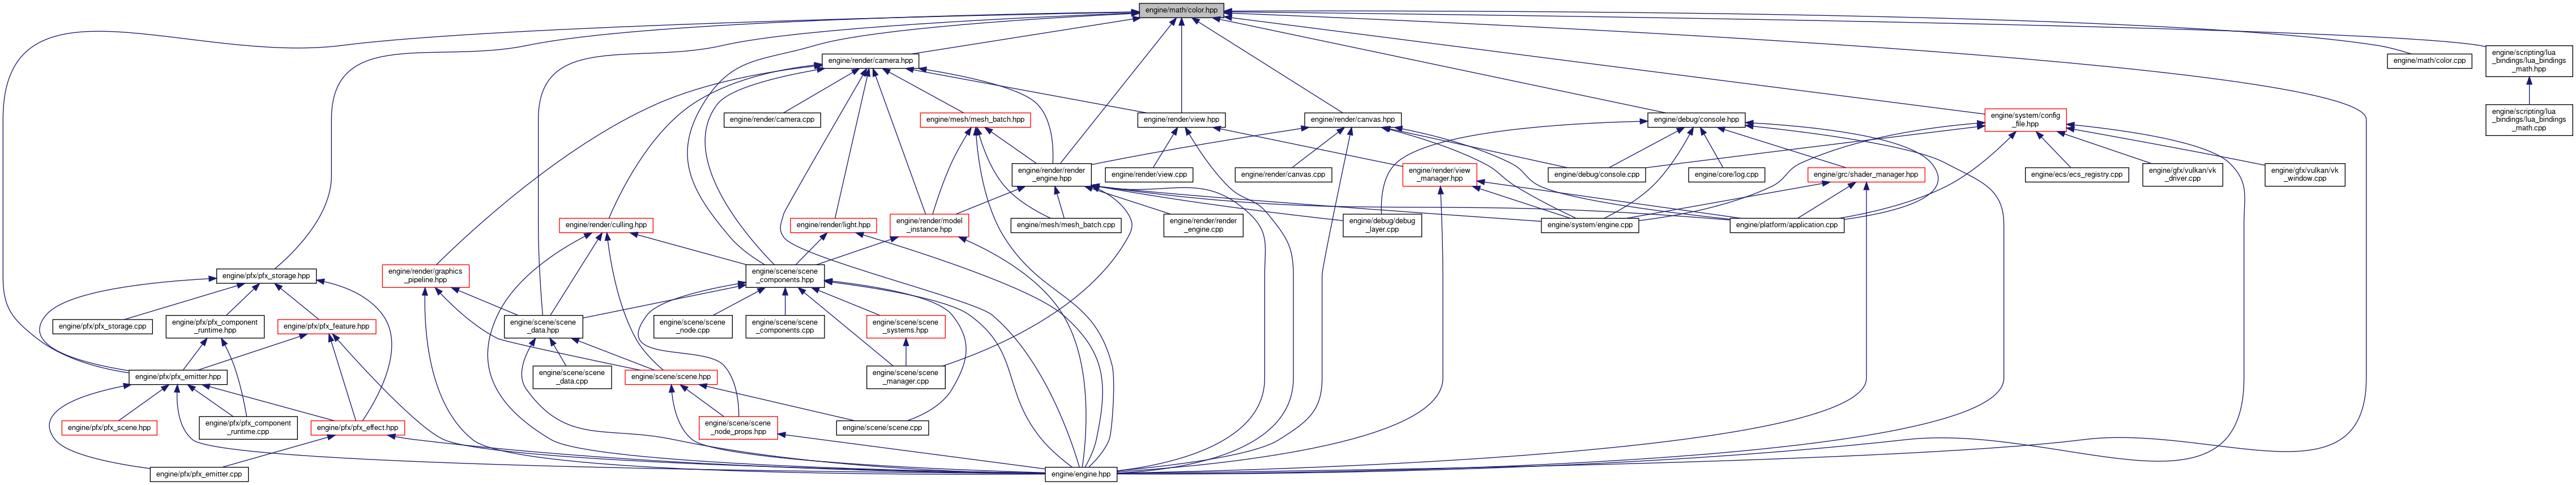 engine/math/color.hpp
engine/render/camera.hpp
engine/math/color.cpp
engine/scripting/lua
_bindings/lua_bindings
_math.hpp
engine/render/camera.cpp
engine/mesh/mesh_batch.hpp
engine/render/view.hpp
engine/render/canvas.hpp
engine/debug/console.hpp
engine/system/config
_file.hpp
engine/scripting/lua
_bindings/lua_bindings
_math.cpp
engine/render/render
_engine.hpp
engine/render/view.cpp
engine/render/canvas.cpp
engine/render/view
_manager.hpp
engine/debug/console.cpp
engine/core/log.cpp
engine/grc/shader_manager.hpp
engine/ecs/ecs_registry.cpp
engine/gfx/vulkan/vk
_driver.cpp
engine/gfx/vulkan/vk
_window.cpp
engine/render/culling.hpp
engine/render/light.hpp
engine/render/model
_instance.hpp
engine/mesh/mesh_batch.cpp
engine/render/render
_engine.cpp
engine/debug/debug
_layer.cpp
engine/system/engine.cpp
engine/platform/application.cpp
engine/pfx/pfx_storage.hpp
engine/render/graphics
_pipeline.hpp
engine/scene/scene
_components.hpp
engine/pfx/pfx_storage.cpp
engine/pfx/pfx_component
_runtime.hpp
engine/pfx/pfx_feature.hpp
engine/scene/scene
_data.hpp
engine/scene/scene
_node.cpp
engine/scene/scene
_components.cpp
engine/scene/scene
_systems.hpp
engine/pfx/pfx_emitter.hpp
engine/scene/scene
_data.cpp
engine/scene/scene.hpp
engine/scene/scene
_manager.cpp
engine/pfx/pfx_scene.hpp
engine/pfx/pfx_component
_runtime.cpp
engine/pfx/pfx_effect.hpp
engine/scene/scene
_node_props.hpp
engine/scene/scene.cpp
engine/pfx/pfx_emitter.cpp
engine/engine.hpp